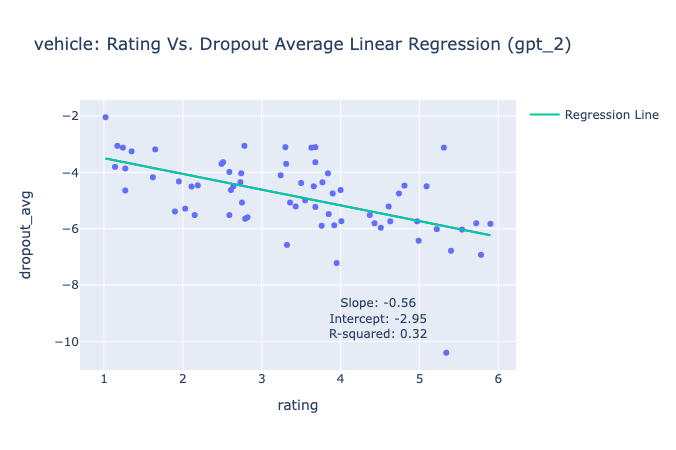 vehicle: Rating Vs. Dropout Average Linear Regression (gpt_2)
Regression Line
dropout_avg
−2
−4
−6
−8
−10
Slope: -0.56
Intercept: -2.95
R-squared: 0.32
1 2 3 4 5 6
rating